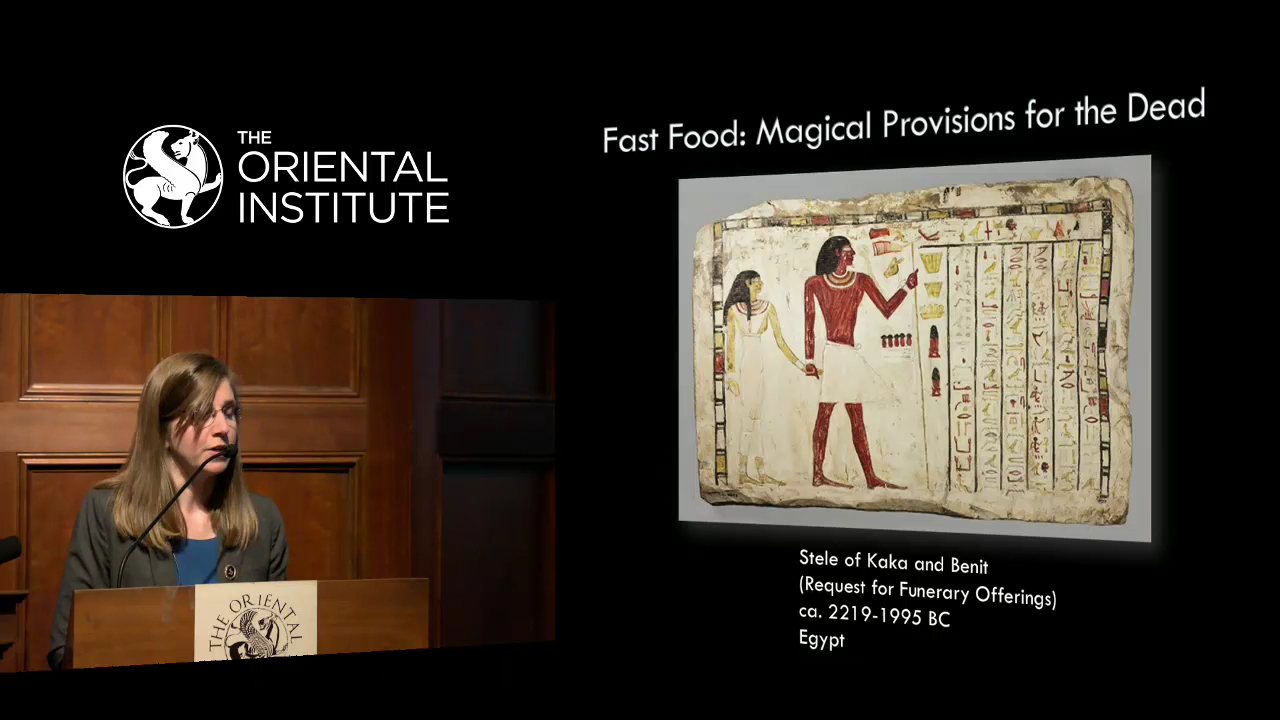 THE
ORIENTAL
INSTITUTE
Fast Food: Magical Provisions for the Dead
Stele of Kaka and Benit
(Request for Funerary Offerings)
ca. 2219-1995 BC
Egypt
THE ORIENTAL